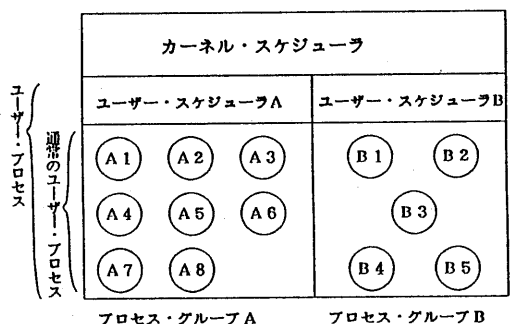 カーネル・スケジューラ
ユーザー・スケジューラA
ユーザー・スケジューラB
ユーザー・プロセス
通常のユーザー・プロセス
A1 A2 A3
A4 A5 A6
A7 A8
B1 B2
B3
B4 B5
プロセス・グループA
プロセス・グループB